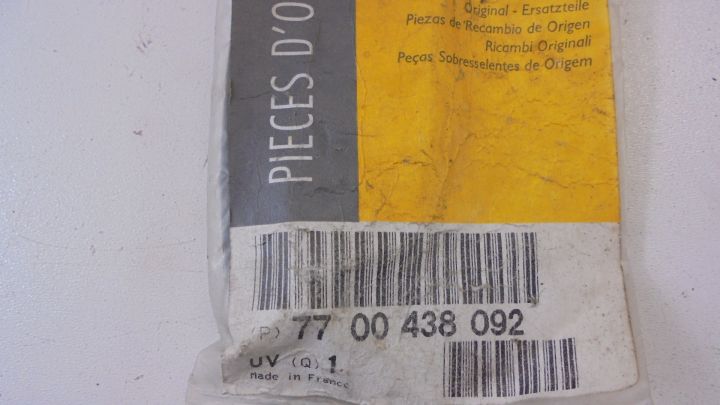 Original - Ersatzteile
Piezas de Recambio de Origen
Ricambi Originali
Peças Sobresselentes de Origem
PIECES D'O
(P) 77 00 438 092
UV (Q) 1
Made in France